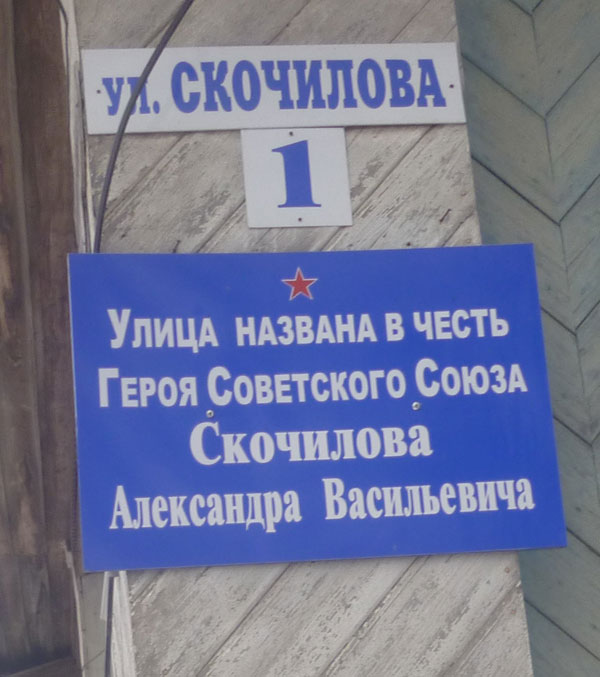 ул. СКОЧИЛОВА
1
УЛИЦА НАЗВАНА В ЧЕСТЬ
ГЕРОЯ СОВЕТСКОГО СОЮЗА
Скочилова
Александра Васильевича